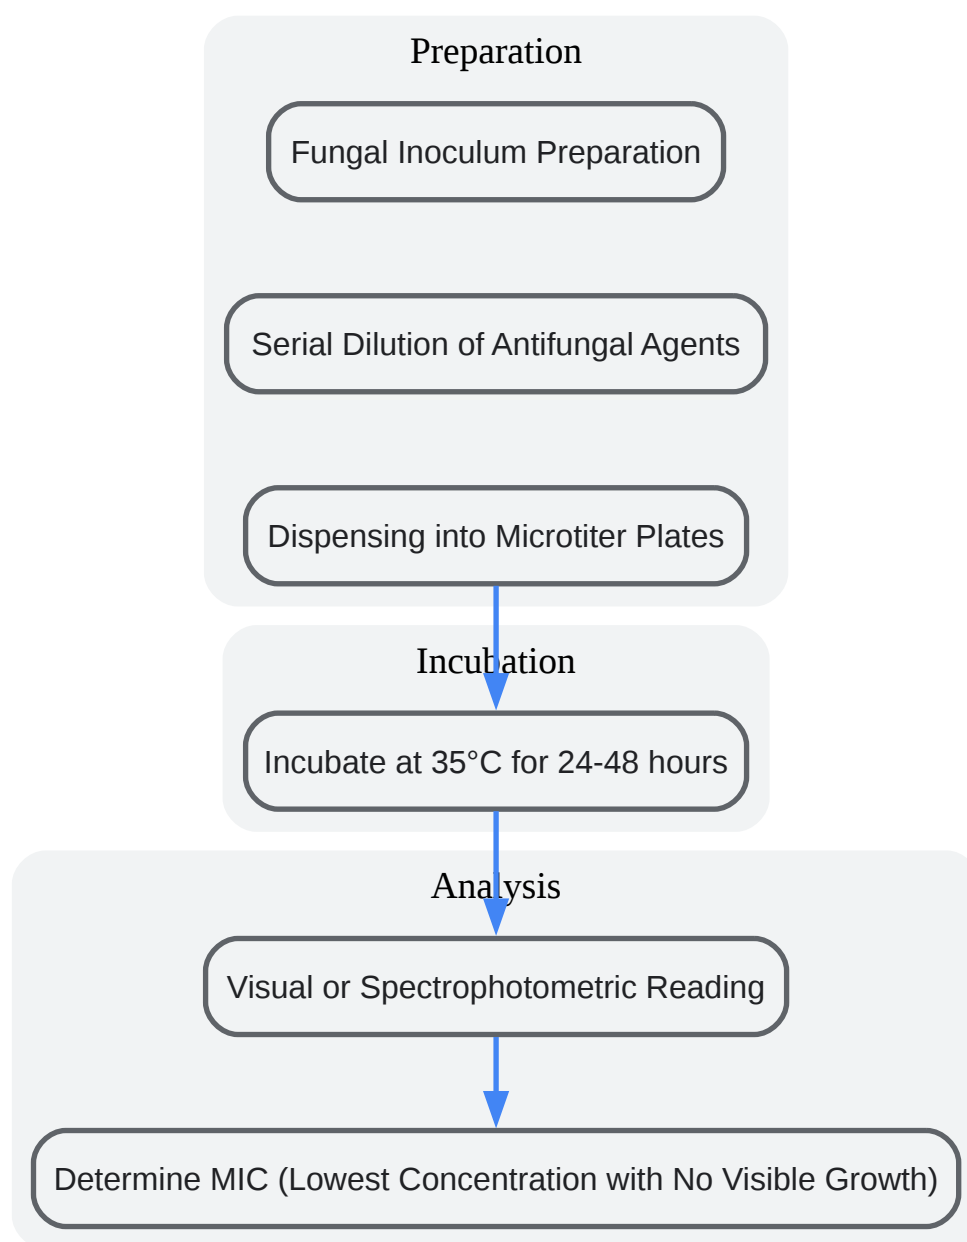 Preparation
Fungal Inoculum Preparation
Serial Dilution of Antifungal Agents
Dispensing into Microtiter Plates
Incubation
Incubate at 35°C for 24-48 hours
Analysis
Visual or Spectrophotometric Reading
Determine MIC (Lowest Concentration with No Visible Growth)